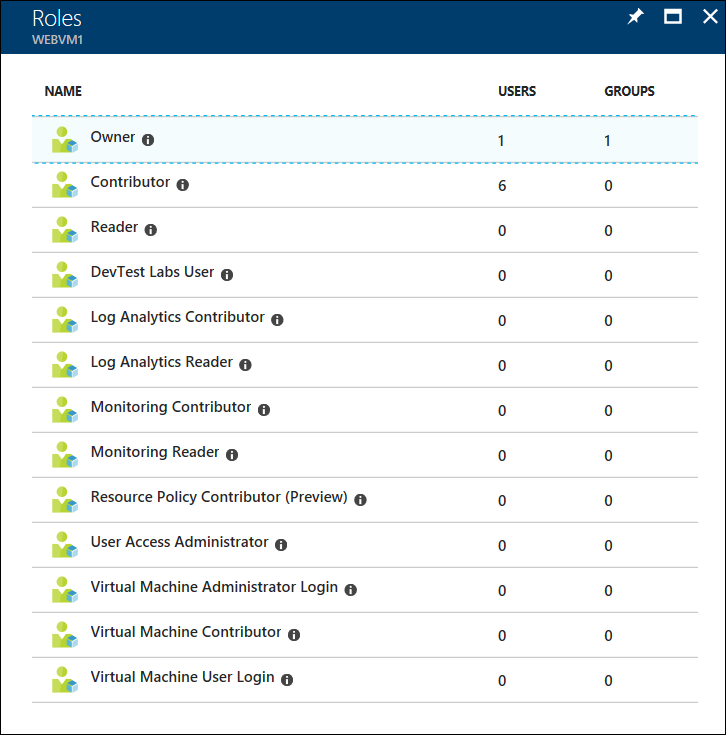 Roles
WEBVM1
NAME USERS GROUPS
Owner 1 1
Contributor 6 0
Reader 0 0
DevTest Labs User 0 0
Log Analytics Contributor 0 0
Log Analytics Reader 0 0
Monitoring Contributor 0 0
Monitoring Reader 0 0
Resource Policy Contributor (Preview) 0 0
User Access Administrator 0 0
Virtual Machine Administrator Login 0 0
Virtual Machine Contributor 0 0
Virtual Machine User Login 0 0